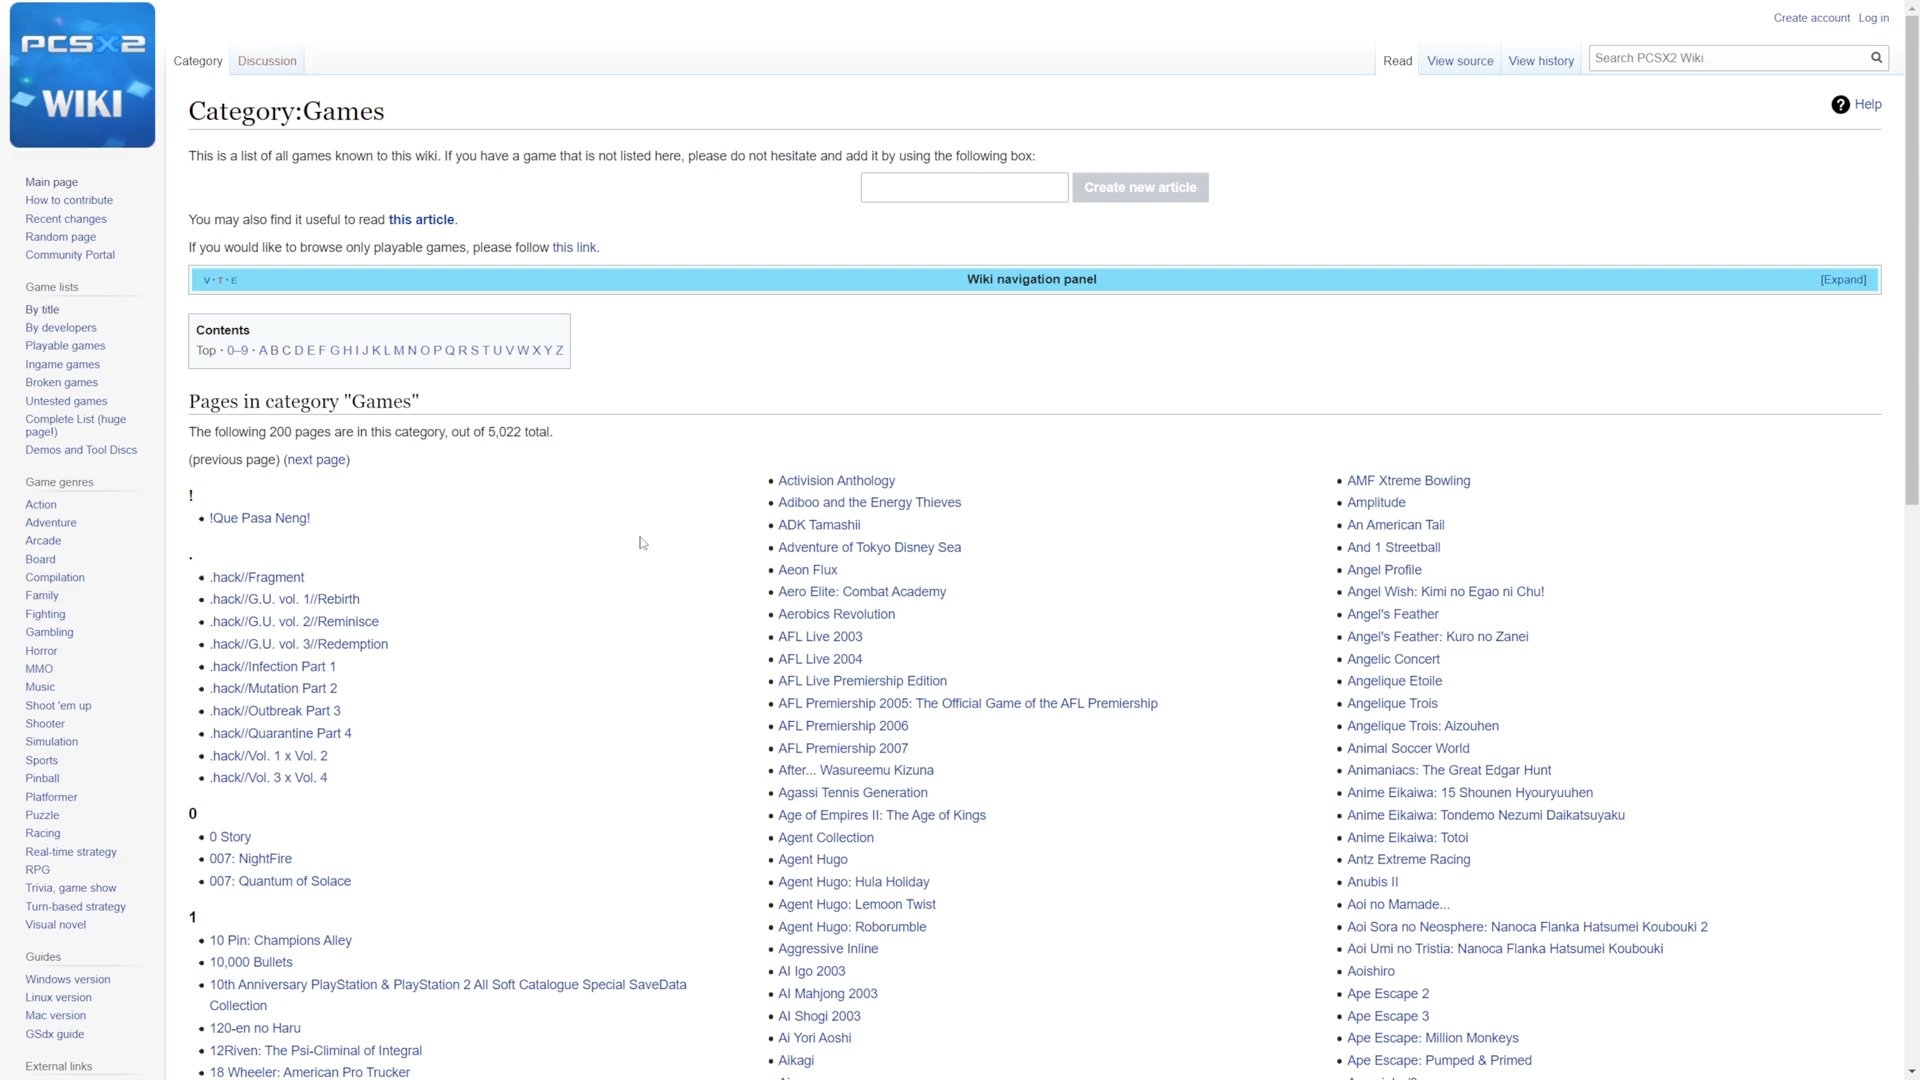 PCSX2
WIKI
Create account Log in
Category Discussion
Read View source View history Search PCSX2 Wiki
Category:Games
Help
This is a list of all games known to this wiki. If you have a game that is not listed here, please do not hesitate and add it by using the following box:
Create new article
You may also find it useful to read this article.
If you would like to browse only playable games, please follow this link.
V · T · E Wiki navigation panel [Expand]
Contents
Top · 0–9 · A B C D E F G H I J K L M N O P Q R S T U V W X Y Z
Pages in category "Games"
The following 200 pages are in this category, out of 5,022 total.
(previous page) (next page)
Main page
How to contribute
Recent changes
Random page
Community Portal
Game lists
By title
By developers
Playable games
Ingame games
Broken games
Untested games
Complete List (huge
page!)
Demos and Tool Discs
Game genres
Action
Adventure
Arcade
Board
Compilation
Family
Fighting
Gambling
Horror
MMO
Music
Shoot 'em up
Shooter
Simulation
Sports
Pinball
Platformer
Puzzle
Racing
Real-time strategy
RPG
Trivia, game show
Turn-based strategy
Visual novel
Guides
Windows version
Linux version
Mac version
GSdx guide
External links
!
• !Que Pasa Neng!
.
• .hack//Fragment
• .hack//G.U. vol. 1//Rebirth
• .hack//G.U. vol. 2//Reminisce
• .hack//G.U. vol. 3//Redemption
• .hack//Infection Part 1
• .hack//Mutation Part 2
• .hack//Outbreak Part 3
• .hack//Quarantine Part 4
• .hack//Vol. 1 x Vol. 2
• .hack//Vol. 3 x Vol. 4
0
• 0 Story
• 007: NightFire
• 007: Quantum of Solace
1
• 10 Pin: Champions Alley
• 10,000 Bullets
• 10th Anniversary PlayStation & PlayStation 2 All Soft Catalogue Special SaveData
Collection
• 120-en no Haru
• 12Riven: The Psi-Climinal of Integral
• 18 Wheeler: American Pro Trucker
• Activision Anthology
• Adiboo and the Energy Thieves
• ADK Tamashii
• Adventure of Tokyo Disney Sea
• Aeon Flux
• Aero Elite: Combat Academy
• Aerobics Revolution
• AFL Live 2003
• AFL Live 2004
• AFL Live Premiership Edition
• AFL Premiership 2005: The Official Game of the AFL Premiership
• AFL Premiership 2006
• AFL Premiership 2007
• After... Wasureemu Kizuna
• Agassi Tennis Generation
• Age of Empires II: The Age of Kings
• Agent Collection
• Agent Hugo
• Agent Hugo: Hula Holiday
• Agent Hugo: Lemoon Twist
• Agent Hugo: Roborumble
• Aggressive Inline
• AI Igo 2003
• AI Mahjong 2003
• AI Shogi 2003
• Ai Yori Aoshi
• Aikagi
• AMF Xtreme Bowling
• Amplitude
• An American Tail
• And 1 Streetball
• Angel Profile
• Angel Wish: Kimi no Egao ni Chu!
• Angel's Feather
• Angel's Feather: Kuro no Zanei
• Angelic Concert
• Angelique Etoile
• Angelique Trois
• Angelique Trois: Aizouhen
• Animal Soccer World
• Animaniacs: The Great Edgar Hunt
• Anime Eikaiwa: 15 Shounen Hyouryuuhen
• Anime Eikaiwa: Tondemo Nezumi Daikatsuyaku
• Anime Eikaiwa: Totoi
• Antz Extreme Racing
• Anubis II
• Aoi no Mamade...
• Aoi Sora no Neosphere: Nanoca Flanka Hatsumei Koubouki 2
• Aoi Umi no Tristia: Nanoca Flanka Hatsumei Koubouki
• Aoishiro
• Ape Escape 2
• Ape Escape 3
• Ape Escape: Million Monkeys
• Ape Escape: Pumped & Primed